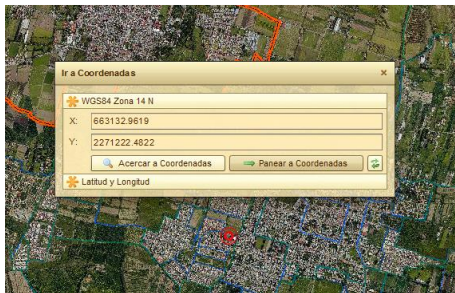 Ir a Coordenadas
WGS84 Zona 14 N
X: 663132.9619
Y: 2271222.4822
Acercar a Coordenadas Panear a Coordenadas
Latitud y Longitud